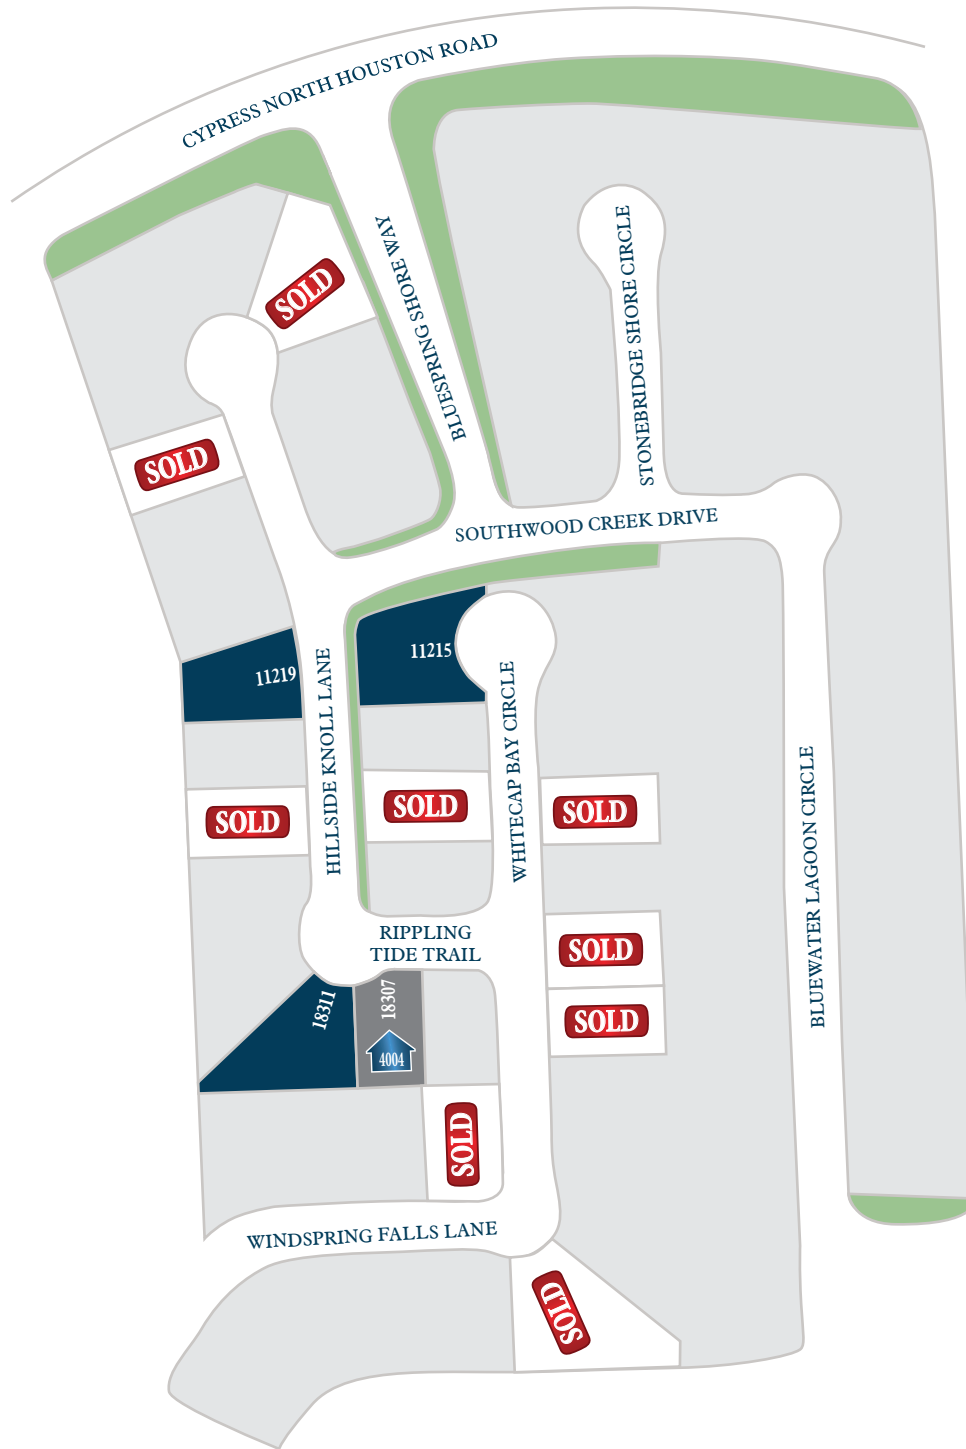 CYPRESS NORTH HOUSTON ROAD
BLUESPRING SHORE WAY
STONEBRIDGE SHORE CIRCLE
SOLD
SOLD
SOUTHWOOD CREEK DRIVE
11219
11215
HILLSIDE KNOLL LANE
WHITECAP BAY CIRCLE
BLUEWATER LAGOON CIRCLE
SOLD
SOLD
SOLD
RIPPLING
TIDE TRAIL
SOLD
18311
18307
4004
SOLD
SOLD
WINDSPRING FALLS LANE
SOLD